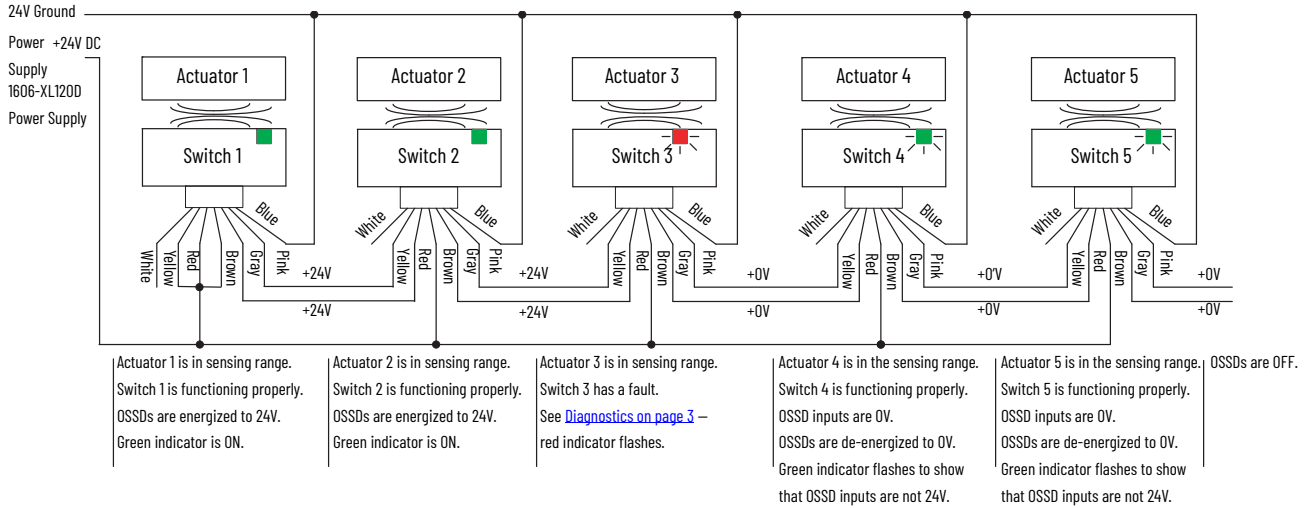 24V Ground
Power +24V DC
Supply
1606-XL120D
Power Supply
Actuator 1
Actuator 2
Actuator 3
Actuator 4
Actuator 5
Switch 1
Switch 2
Switch 3
Switch 4
Switch 5
White
Yellow
Red
Brown
Gray
Pink
Blue
White
Yellow
Red
Brown
Gray
Pink
Blue
White
Yellow
Red
Brown
Gray
Pink
Blue
White
Yellow
Red
Brown
Gray
Pink
Blue
White
Yellow
Red
Brown
Gray
Pink
Blue
+24V
+24V
+0V
+0'V
+0V
+24V
+24V
+0V
+0V
+0V
Actuator 1 is in sensing range.
Switch 1 is functioning properly.
OSSDs are energized to 24V.
Green indicator is ON.
Actuator 2 is in sensing range.
Switch 2 is functioning properly.
OSSDs are energized to 24V.
Green indicator is ON.
Actuator 3 is in sensing range.
Switch 3 has a fault.
See Diagnostics on page 3 —
red indicator flashes.
Actuator 4 is in the sensing range.
Switch 4 is functioning properly.
OSSD inputs are 0V.
OSSDs are de-energized to 0V.
Green indicator flashes to show
that OSSD inputs are not 24V.
Actuator 5 is in the sensing range.
Switch 5 is functioning properly.
OSSD inputs are 0V.
OSSDs are de-energized to 0V.
Green indicator flashes to show
that OSSD inputs are not 24V.
OSSDs are OFF.